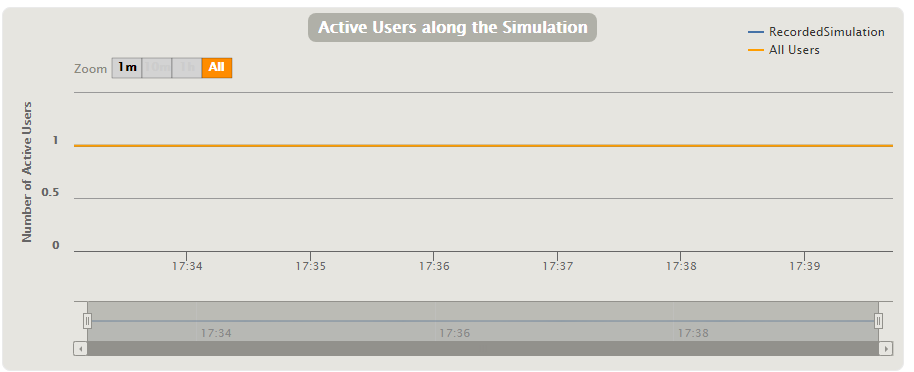 Active Users along the Simulation
RecordedSimulation
All Users
Zoom 1m 10m 1h All
Number of Active Users
1
0.5
0
17:34 17:35 17:36 17:37 17:38 17:39
17:34 17:36 17:38